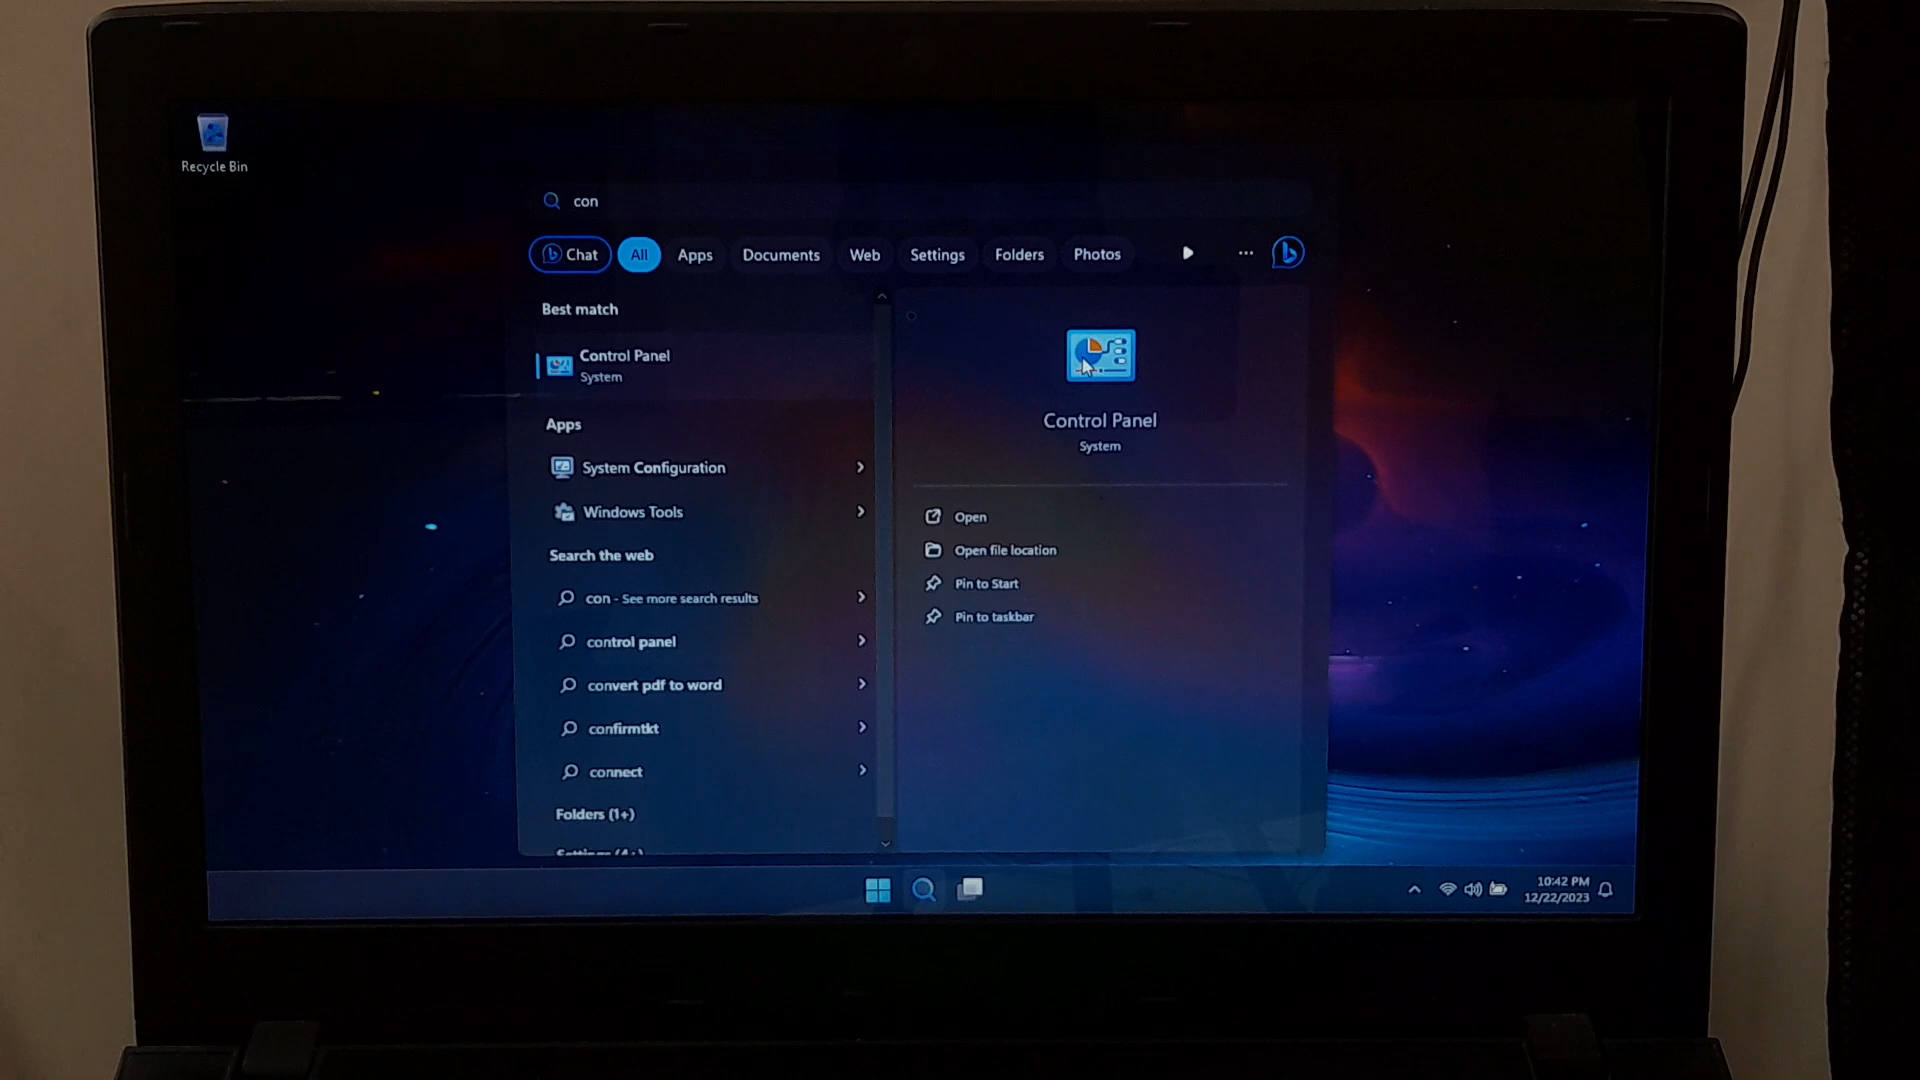 Recycle Bin
con
Chat
All
Apps
Documents
Web
Settings
Folders
Photos
Best match
Control Panel
System
Apps
System Configuration
Windows Tools
Search the web
con - See more search results
control panel
convert pdf to word
confirmtkt
connect
Folders (1+)
Settings (4+)
Control Panel
System
Open
Open file location
Pin to Start
Pin to taskbar
10:42 PM
12/22/2023